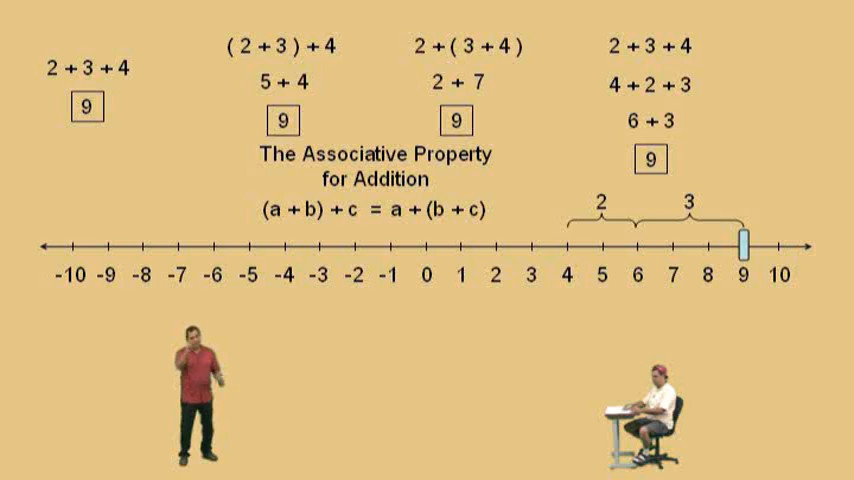 2 + 3 + 4
9
( 2 + 3 ) + 4
5 + 4
9
2 + ( 3 + 4 )
2 + 7
9
2 + 3 + 4
4 + 2 + 3
6 + 3
9
The Associative Property
for Addition
(a + b) + c = a + (b + c)
2 3
-10 -9 -8 -7 -6 -5 -4 -3 -2 -1 0 1 2 3 4 5 6 7 8 9 10